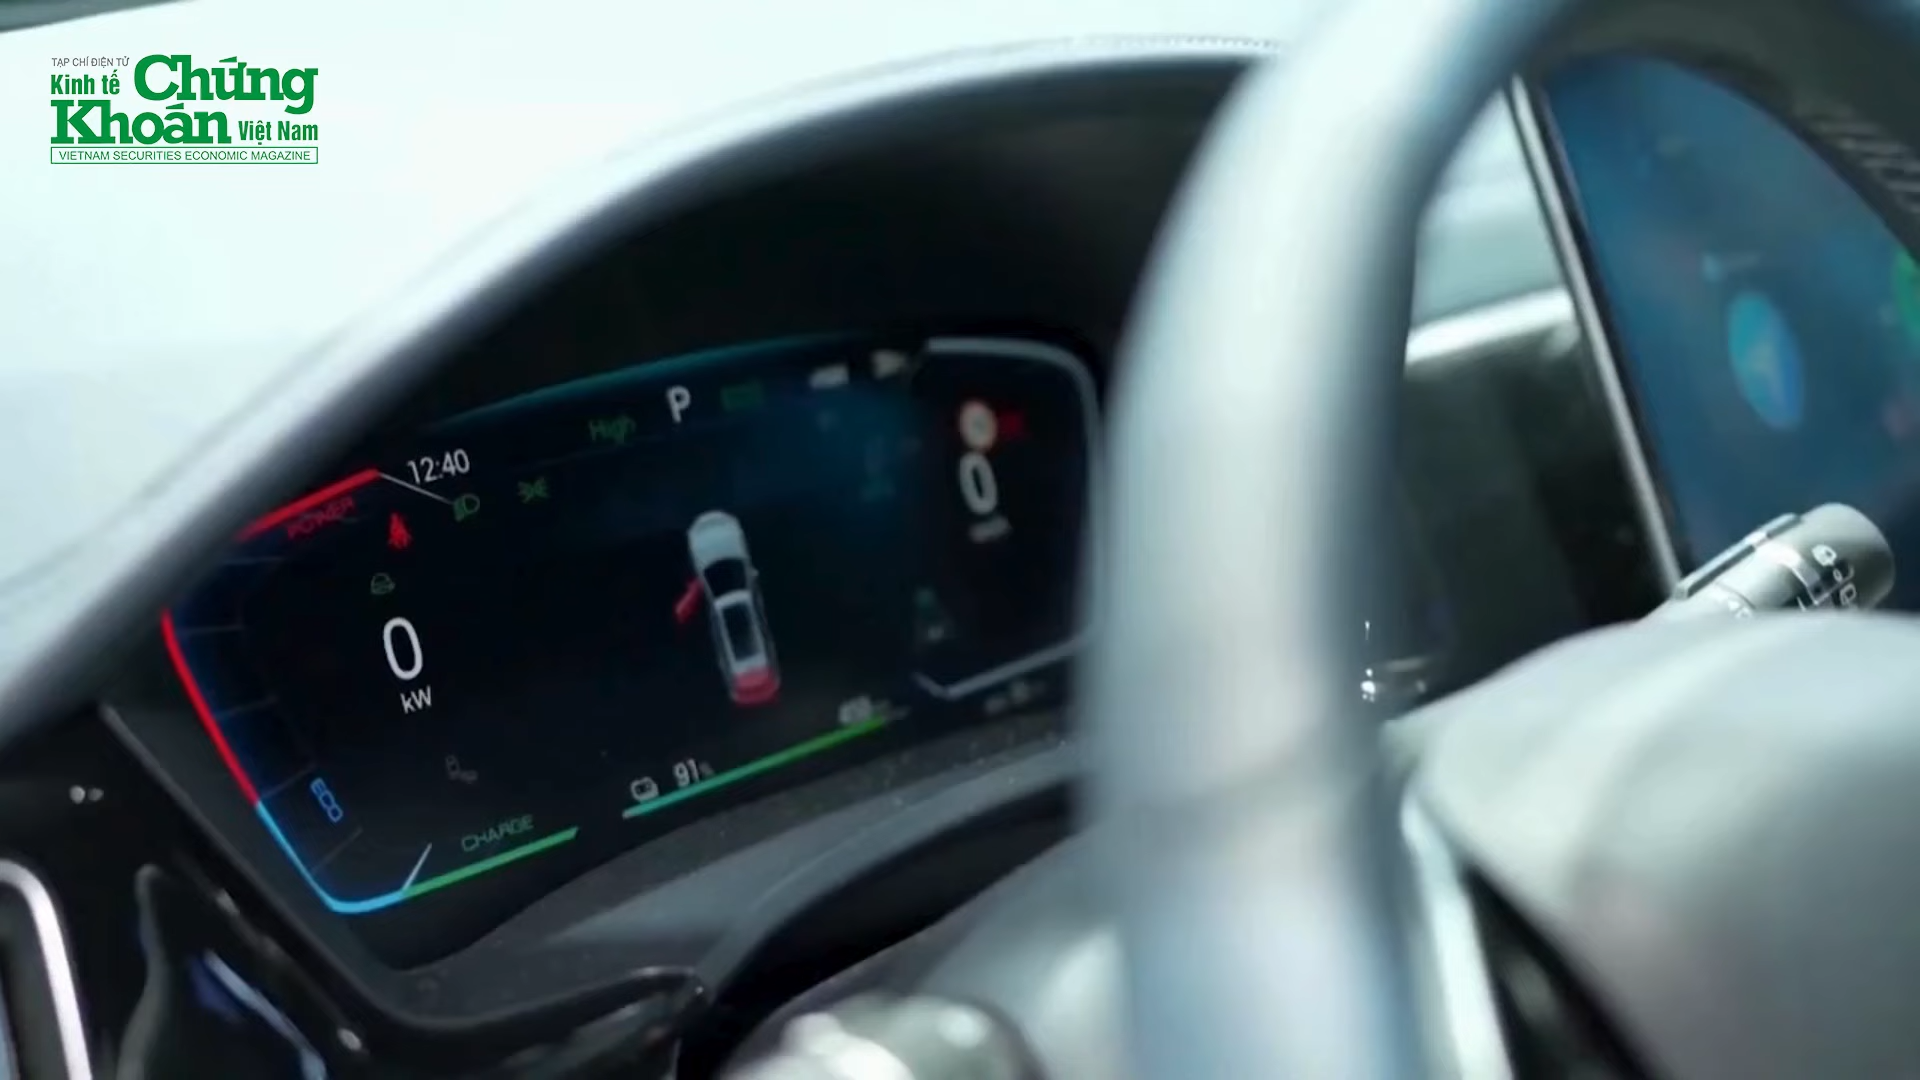 TẠP CHÍ ĐIỆN TỬ
Kinh tế Chứng
Khoán Việt Nam
VIETNAM SECURITIES ECONOMIC MAGAZINE
P
High
12:40
POWER
0
0
kW
91%
ECO
CHARGE